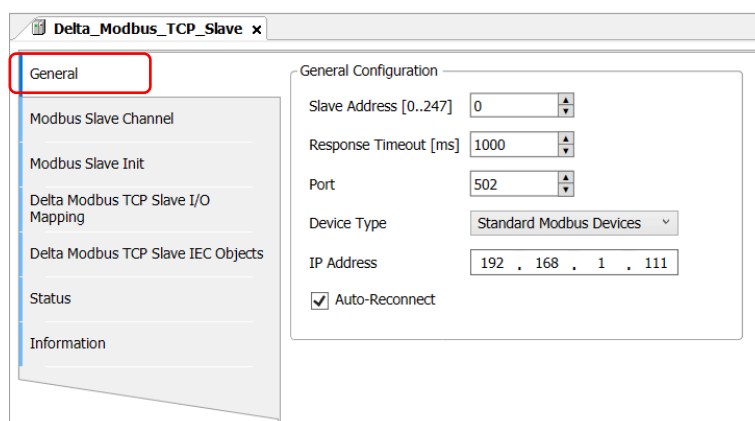 Delta_Modbus_TCP_Slave x
General
Modbus Slave Channel
Modbus Slave Init
Delta Modbus TCP Slave I/O
Mapping
Delta Modbus TCP Slave IEC Objects
Status
Information
General Configuration
Slave Address [0..247] 0
Response Timeout [ms] 1000
Port 502
Device Type Standard Modbus Devices
IP Address 192 . 168 . 1 . 111
Auto-Reconnect